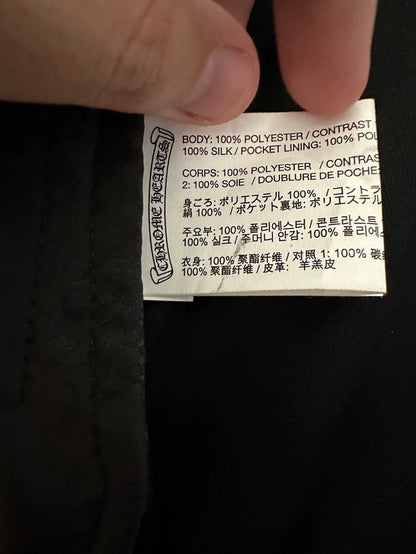 CHROME HEARTS
BODY: 100% POLYESTER / CONTRAST
100% SILK / POCKET LINING: 100% POL
CORPS: 100% POLYESTER / CONTRAS
2: 100% SOIE / DOUBLURE DE POCHE:
身ごろ: ポリエステル 100% / コントラ
絹 100% / ポケット裏地: ポリエステル
주요부: 100% 폴리에스터 / 콘트라스트
100% 실크 / 주머니 안감: 100% 폴리에스
衣身: 100% 聚酯纤维 / 对照 1: 100%
100% 聚酯纤维 / 皮革: 羊羔皮